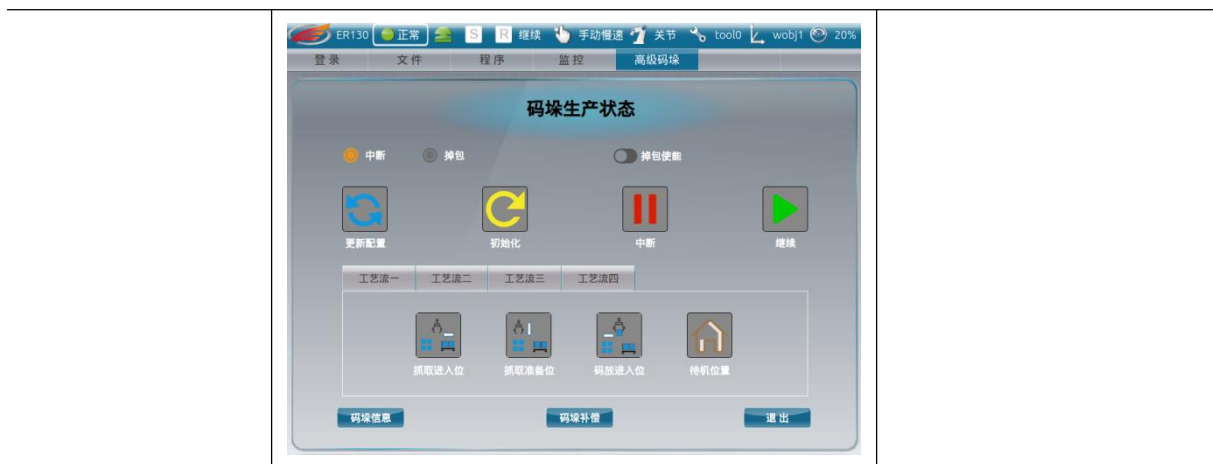 ER130 正常 S R 继续 手动慢速 关节 tool0 wobj1 20%
登录 文件 程序 监控 高级码垛
码垛生产状态
中断 掉包 掉包使能
更新配置 初始化 中断 继续
工艺流一 工艺流二 工艺流三 工艺流四
抓取进入位 抓取准备位 码放进入位 待机位置
码垛信息 码垛补偿 退出